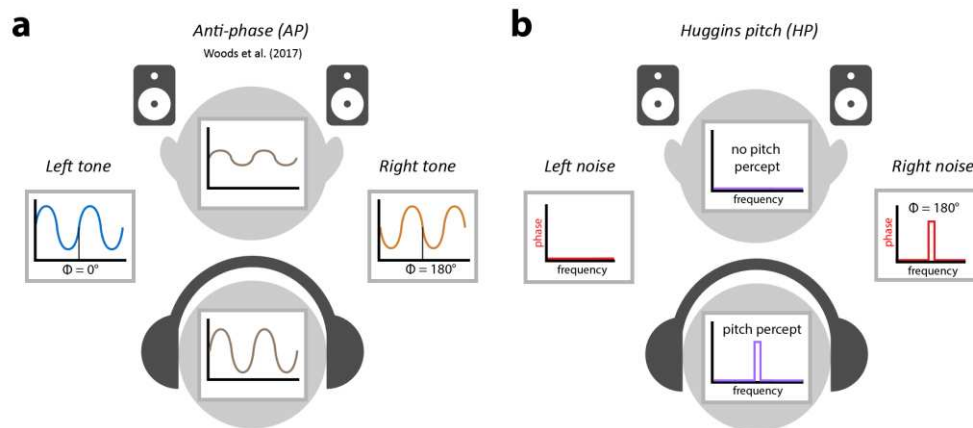 a
Anti-phase (AP)
Woods et al. (2017)
Left tone
Right tone
Φ = 0°
Φ = 180°
b
Huggins pitch (HP)
no pitch
percept
frequency
Left noise
Right noise
phase
frequency
Φ = 180°
phase
frequency
pitch percept
frequency